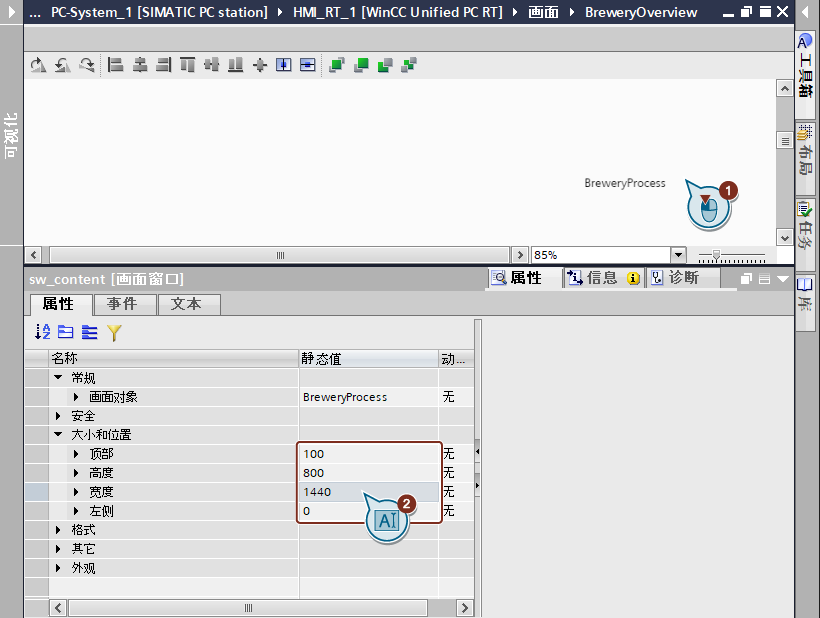 ... PC-System_1 [SIMATIC PC station] HMI_RT_1 [WinCC Unified PC RT] 画面 BreweryOverview
工具箱
布局
任务
库
可视化
BreweryProcess
1
85%
sw_content [画面窗口]
属性 信息 诊断
属性 事件 文本
名称 静态值 动...
常规
画面对象 BreweryProcess 无
安全
大小和位置
顶部 100 无
高度 800 无
宽度 1440 无
左侧 0 无
2
AI
格式
其它
外观